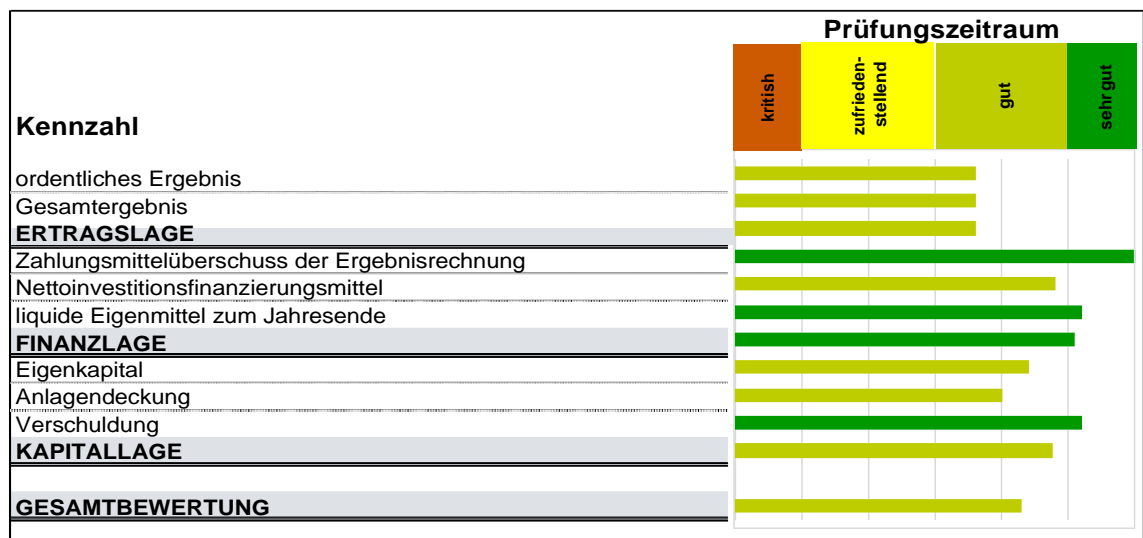 Prüfungszeitraum
kritish
zufrieden-
stellend
gut
sehr gut
Kennzahl
ordentliches Ergebnis
Gesamtergebnis
ERTRAGSLAGE
Zahlungsmittelüberschuss der Ergebnisrechnung
Nettoinvestitionsfinanzierungsmittel
liquide Eigenmittel zum Jahresende
FINANZLAGE
Eigenkapital
Anlagendeckung
Verschuldung
KAPITALLAGE
GESAMTBEWERTUNG